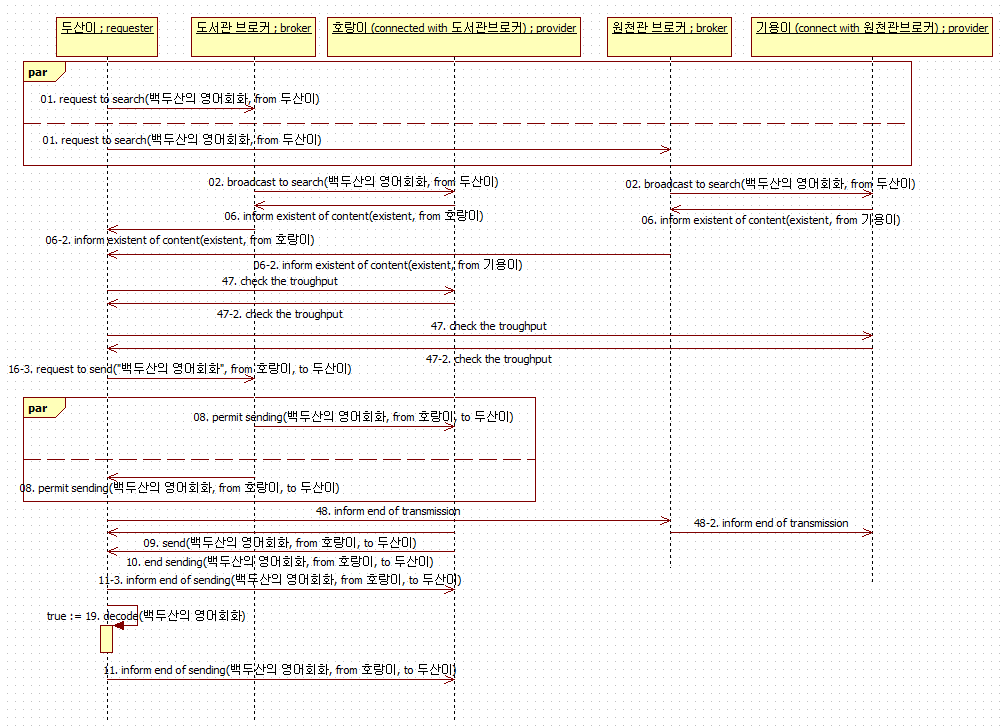 두산이 ; requester
도서관 브로커 ; broker
호랑이 (connected with 도서관브로커) ; provider
원천관 브로커 ; broker
기용이 (connect with 원천관브로커) ; provider
par
01. request to search(백두산의 영어회화, from 두산이)
01. request to search(백두산의 영어회화, from 두산이)
02. broadcast to search(백두산의 영어회화, from 두산이)
02. broadcast to search(백두산의 영어회화, from 두산이)
06. inform existent of content(existent, from 호랑이)
06. inform existent of content(existent, from 기용이)
06-2. inform existent of content(existent, from 호랑이)
06-2. inform existent of content(existent, from 기용이)
47. check the troughput
47-2. check the troughput
47. check the troughput
47-2. check the troughput
16-3. request to send("백두산의 영어회화", from 호랑이, to 두산이)
par
08. permit sending(백두산의 영어회화, from 호랑이, to 두산이)
08. permit sending(백두산의 영어회화, from 호랑이, to 두산이)
48. inform end of transmission
48-2. inform end of transmission
09. send(백두산의 영어회화, from 호랑이, to 두산이)
10. end sending(백두산의 영어회화, from 호랑이, to 두산이)
11-3. inform end of sending(백두산의 영어회화, from 호랑이, to 두산이)
true := 19. decode(백두산의 영어회화)
11. inform end of sending(백두산의 영어회화, from 호랑이, to 두산이)